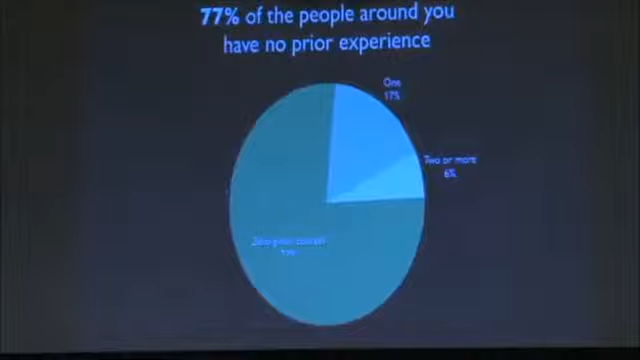 77% of the people around you
have no prior experience
One
17%
Two or more
6%